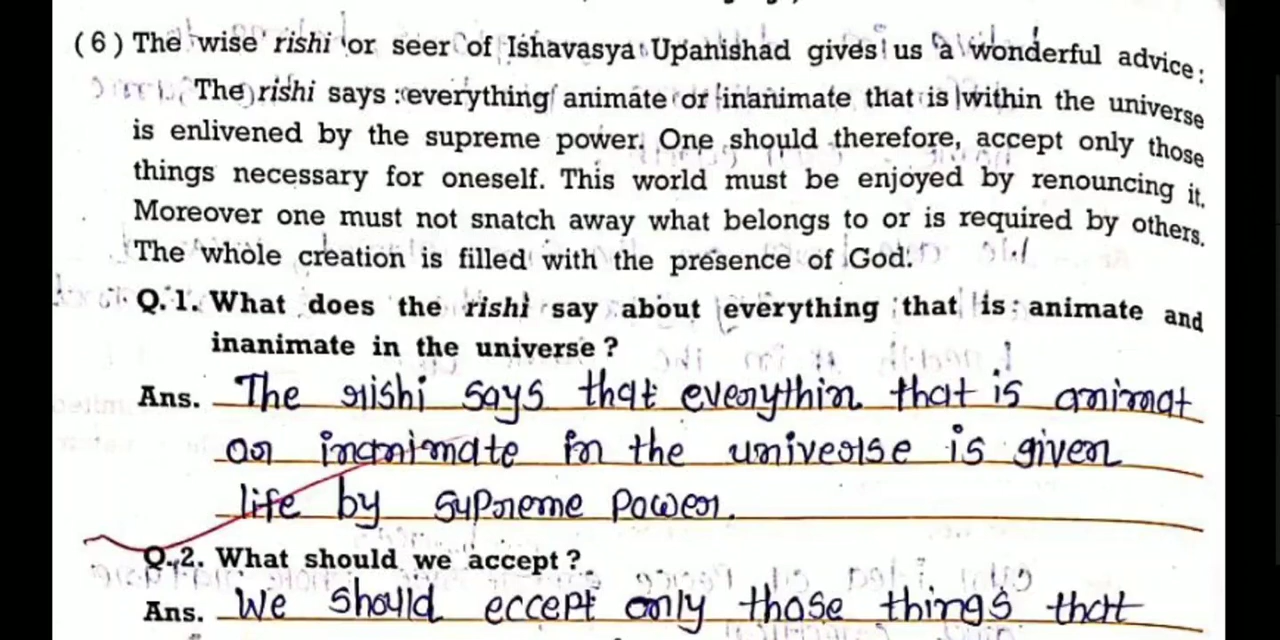 (6) The wise rishi or seer of Ishavasya Upanishad gives us a wonderful advice:
The rishi says : everything animate or inanimate that is within the universe
is enlivened by the supreme power. One should therefore, accept only those
things necessary for oneself. This world must be enjoyed by renouncing it.
Moreover one must not snatch away what belongs to or is required by others.
The whole creation is filled with the presence of God.
Q.1. What does the rishi say about everything that is animate and
inanimate in the universe?
Ans. The rishi says that everythin that is animat
or inanimate in the universe is given
life by supreme power.
Q.2. What should we accept?
Ans. We should eccept only those things that